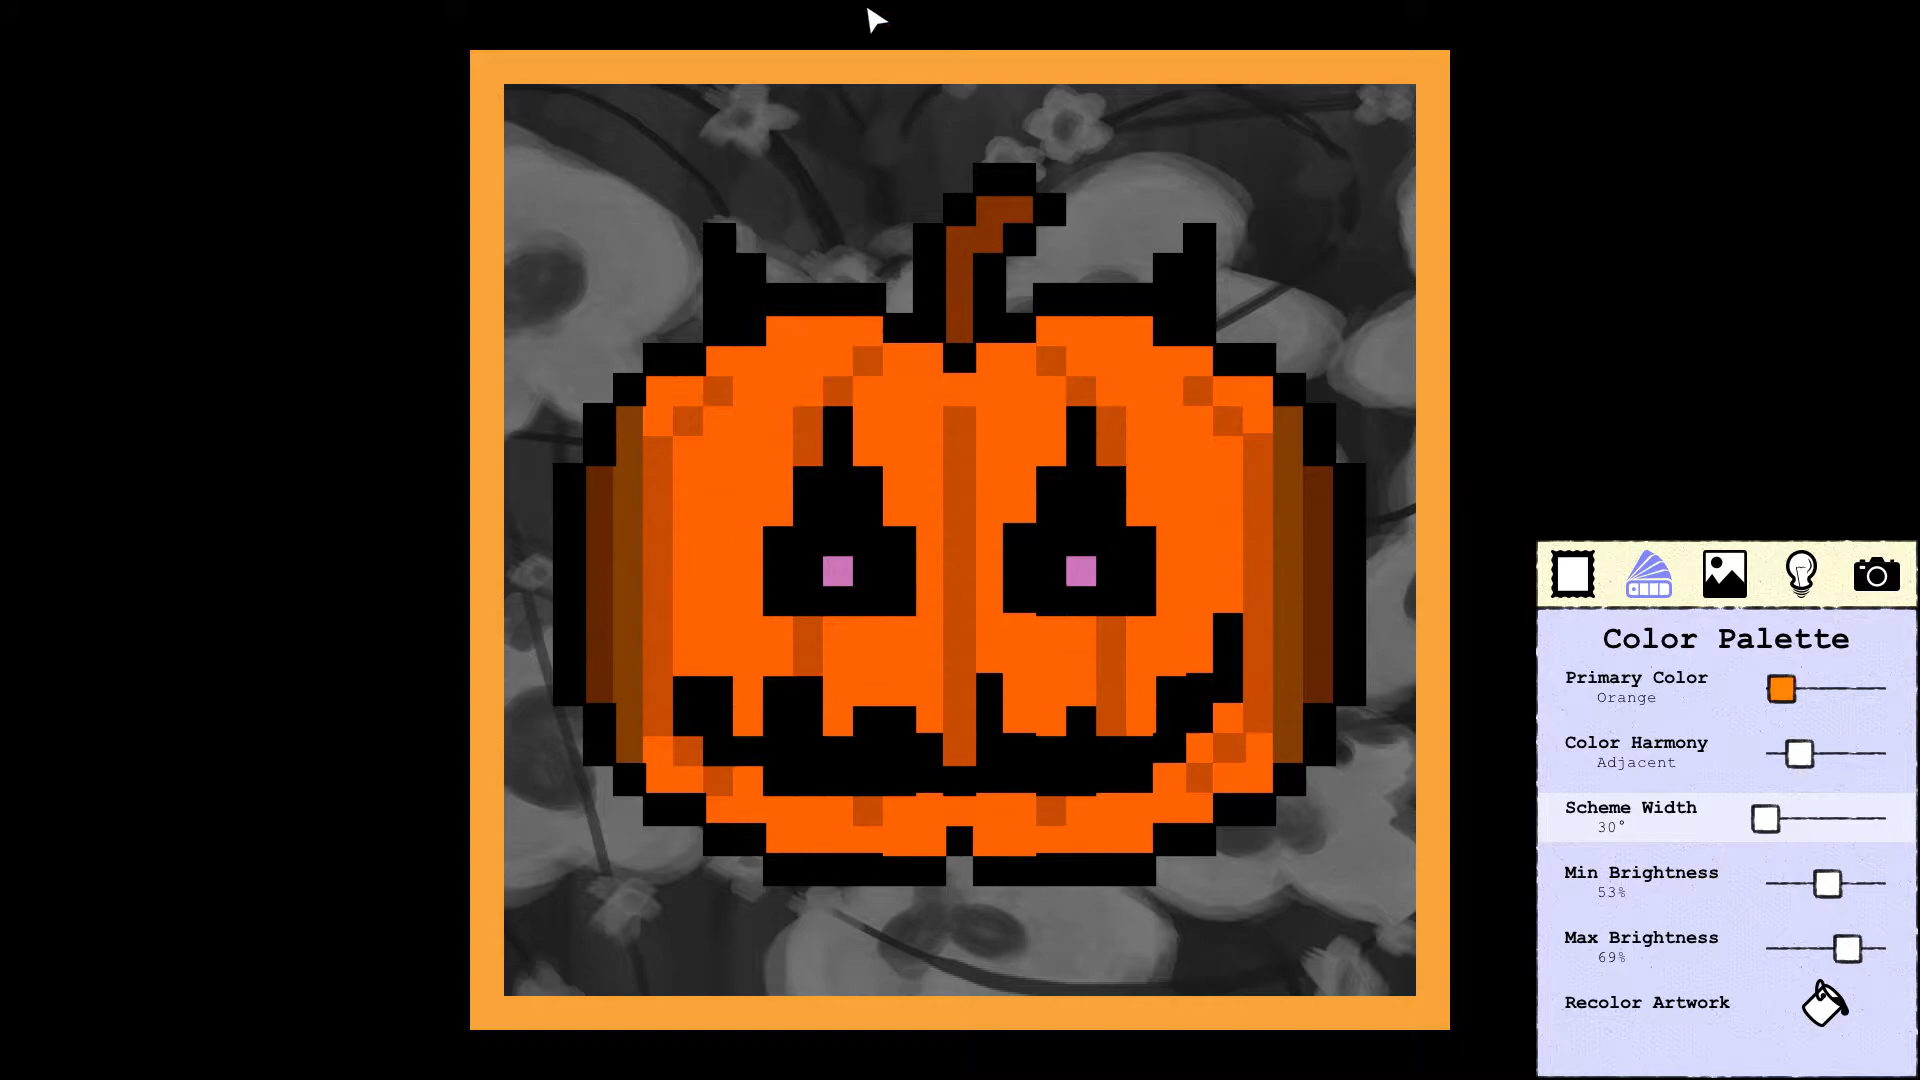 Color Palette
Primary Color
Orange
Color Harmony
Adjacent
Scheme Width
30°
Min Brightness
53%
Max Brightness
69%
Recolor Artwork